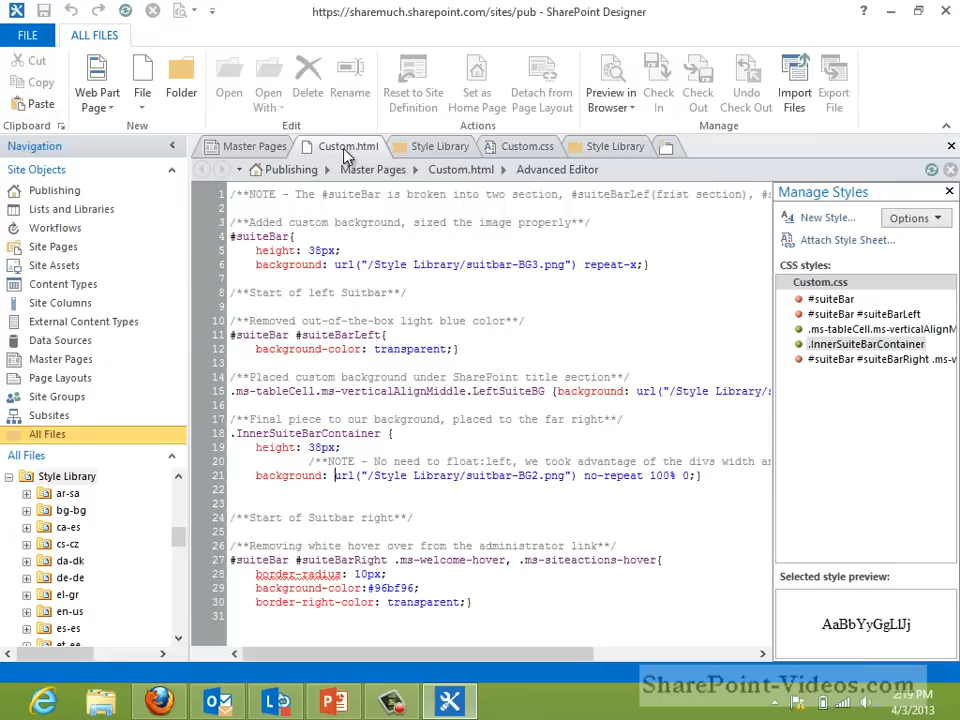 https://sharemuch.sharepoint.com/sites/pub - SharePoint Designer
FILE
ALL FILES
Cut
Copy
Paste
Clipboard
Web Part
Page
File
Folder
New
Open
Open
With
Delete
Rename
Edit
Reset to Site
Definition
Set as
Home Page
Detach from
Page Layout
Actions
Preview in
Browser
Check
In
Check
Out
Undo
Check Out
Import
Files
Export
File
Manage
Navigation
Master Pages
Custom.html
Style Library
Custom.css
Style Library
Publishing
Master Pages
Custom.html
Advanced Editor
Site Objects
Publishing
Lists and Libraries
Workflows
Site Pages
Site Assets
Content Types
Site Columns
External Content Types
Data Sources
Master Pages
Page Layouts
Site Groups
Subsites
All Files
All Files
Style Library
ar-sa
bg-bg
ca-es
cs-cz
da-dk
de-de
el-gr
en-us
es-es
et-ee
1 /**NOTE - The #suiteBar is broken into two section, #suiteBarLef(frist section), #s
2
3 /**Added custom background, sized the image properly**/
4 #suiteBar{
5 height: 38px;
6 background: url("/Style Library/suitbar-BG3.png") repeat-x;}
7
8 /**Start of left Suitbar**/
9
10 /**Removed out-of-the-box light blue color**/
11 #suiteBar #suiteBarLeft{
12 background-color: transparent;}
13
14 /**Placed custom background under SharePoint title section**/
15 .ms-tableCell.ms-verticalAlignMiddle.LeftSuiteBG {background: url("/Style Library/s
16
17 /**Final piece to our background, placed to the far right**/
18 .InnerSuiteBarContainer {
19 height: 38px;
20 /**NOTE - No need to float:left, we took advantage of the divs width an
21 background: url("/Style Library/suitbar-BG2.png") no-repeat 100% 0;}
22
23
24 /**Start of Suitbar right**/
25
26 /**Removing white hover over from the administrator link**/
27 #suiteBar #suiteBarRight .ms-welcome-hover, .ms-siteactions-hover{
28 border-radius: 10px;
29 background-color:#96bf96;
30 border-right-color: transparent;}
31
Manage Styles
New Style...
Options
Attach Style Sheet...
CSS styles:
Custom.css
#suiteBar
#suiteBar #suiteBarLeft
.ms-tableCell.ms-verticalAlignM
.InnerSuiteBarContainer
#suiteBar #suiteBarRight .ms-w
Selected style preview:
AaBbYyGgLlJj
SharePoint-Videos.com
2:19 PM
4/3/2013